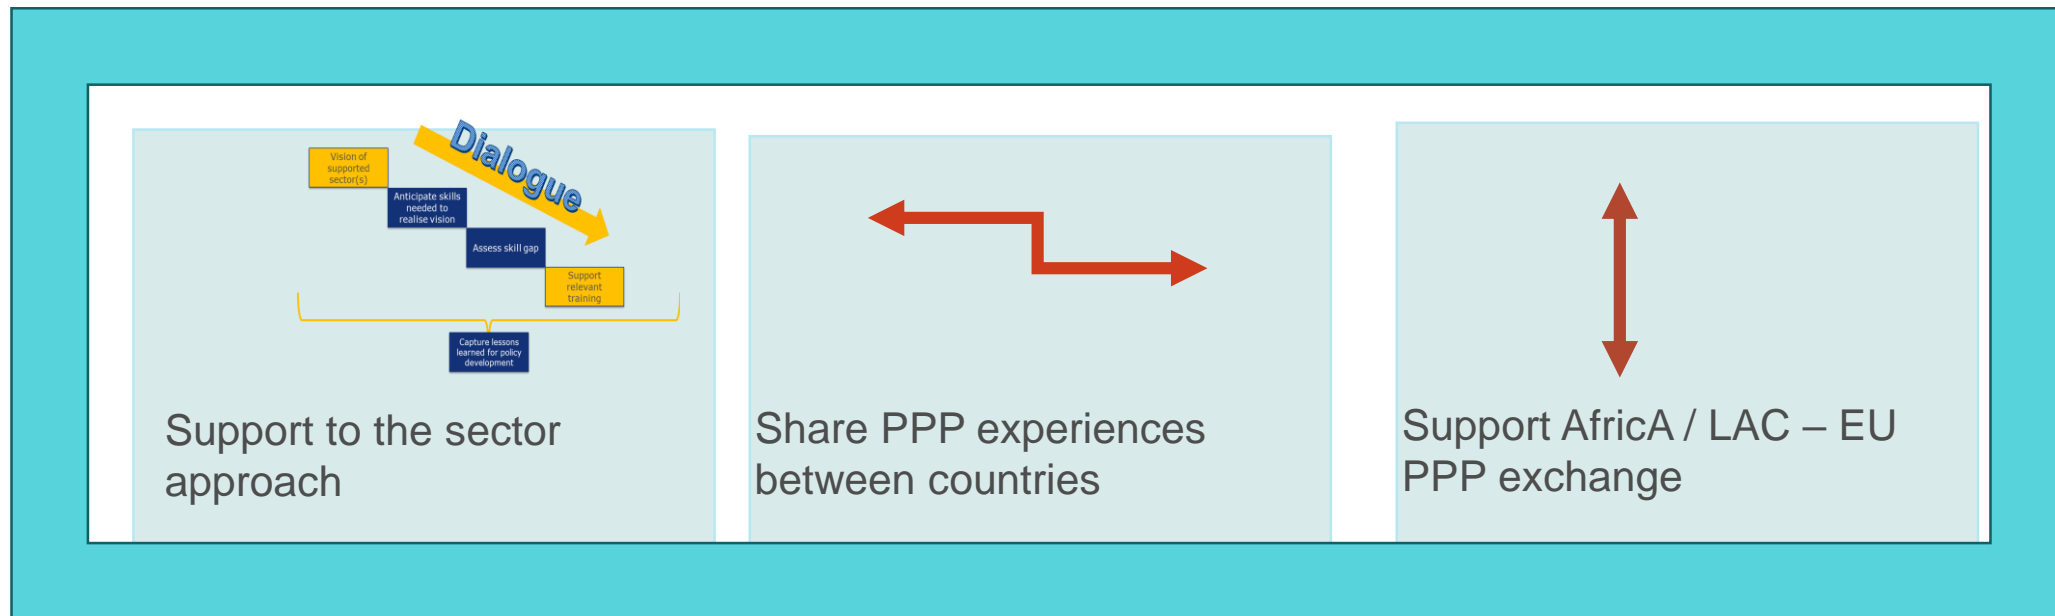 Dialogue
Vision of
supported
sector(s)
Anticipate skills
needed to
realise vision
Assess skill gap
Support
relevant
training
Capture lessons
learned for policy
development
Support to the sector
approach
Share PPP experiences
between countries
Support AfricA / LAC – EU
PPP exchange